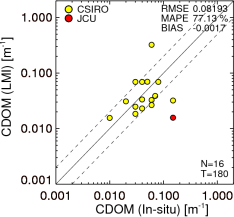 CSIRO
JCU
RMSE 0.08193
MAPE 77.13 %
BIAS -0.0017
1.000
0.100
0.010
0.001
CDOM (LMI) [m⁻¹]
N=16
T=180
0.000 0.010 0.100 1.000
CDOM (In-situ) [m⁻¹]